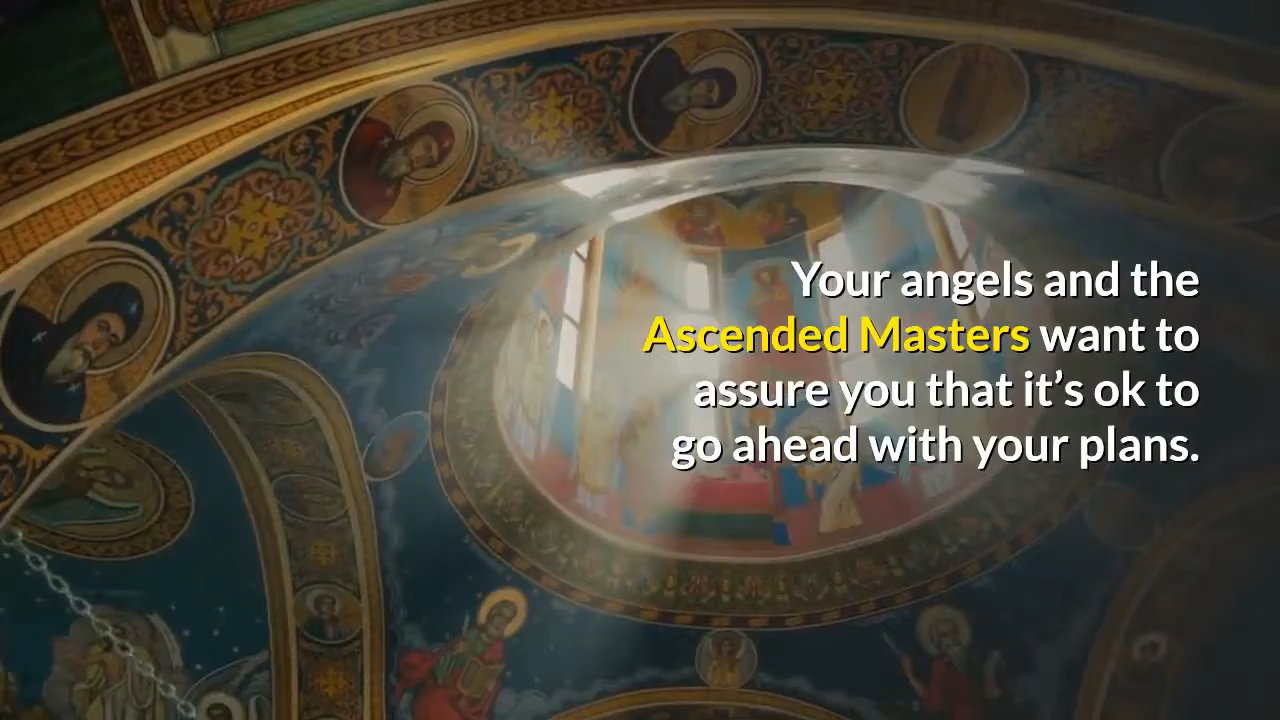 Your angels and the
Ascended Masters want to
assure you that it’s ok to
go ahead with your plans.